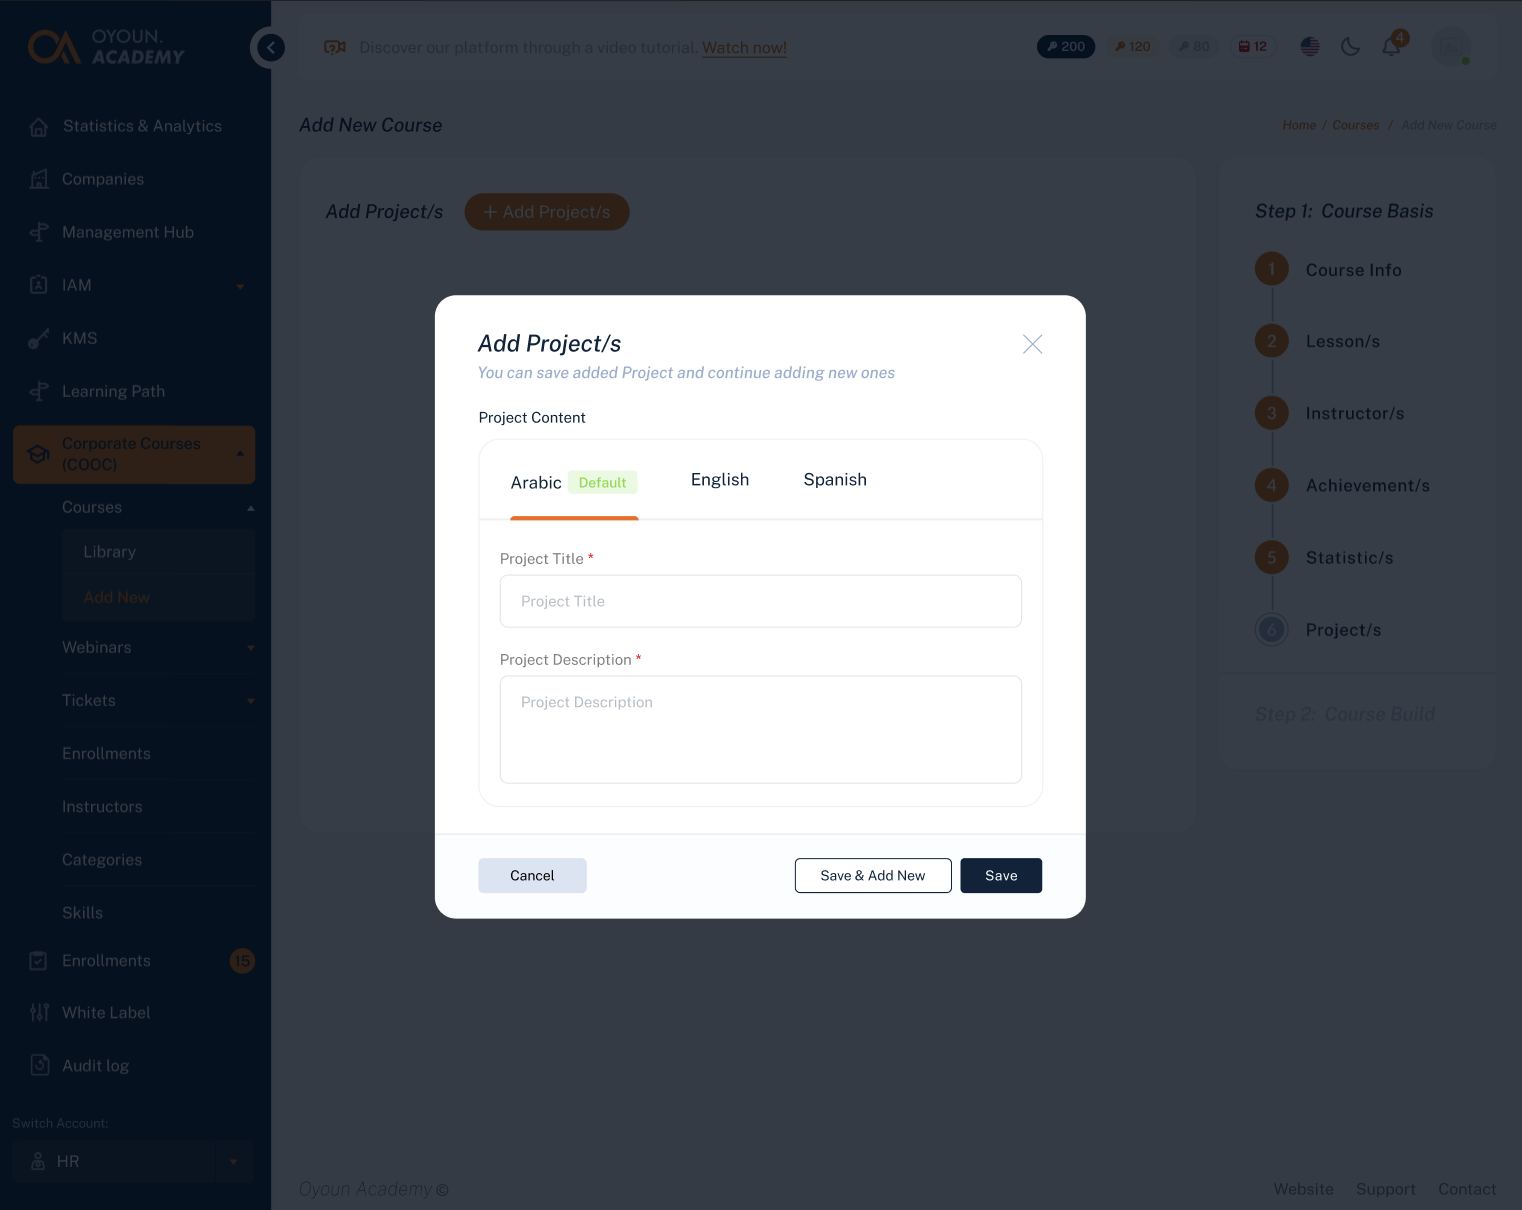 OYOUN.
ACADEMY
Discover our platform through a video tutorial. Watch now!
200
120
80
12
4
Statistics & Analytics
Companies
Management Hub
IAM
KMS
Learning Path
Corporate Courses
(COOC)
Courses
Library
Add New
Webinars
Tickets
Enrollments
Instructors
Categories
Skills
Enrollments
15
White Label
Audit log
Switch Account:
HR
Add New Course
Home / Courses / Add New Course
Add Project/s
+ Add Project/s
Step 1: Course Basis
1 Course Info
2 Lesson/s
3 Instructor/s
4 Achievement/s
5 Statistic/s
6 Project/s
Step 2: Course Build
Add Project/s
You can save added Project and continue adding new ones
Project Content
Arabic Default English Spanish
Project Title *
Project Title
Project Description *
Project Description
Cancel
Save & Add New
Save
Oyoun Academy ©
Website Support Contact